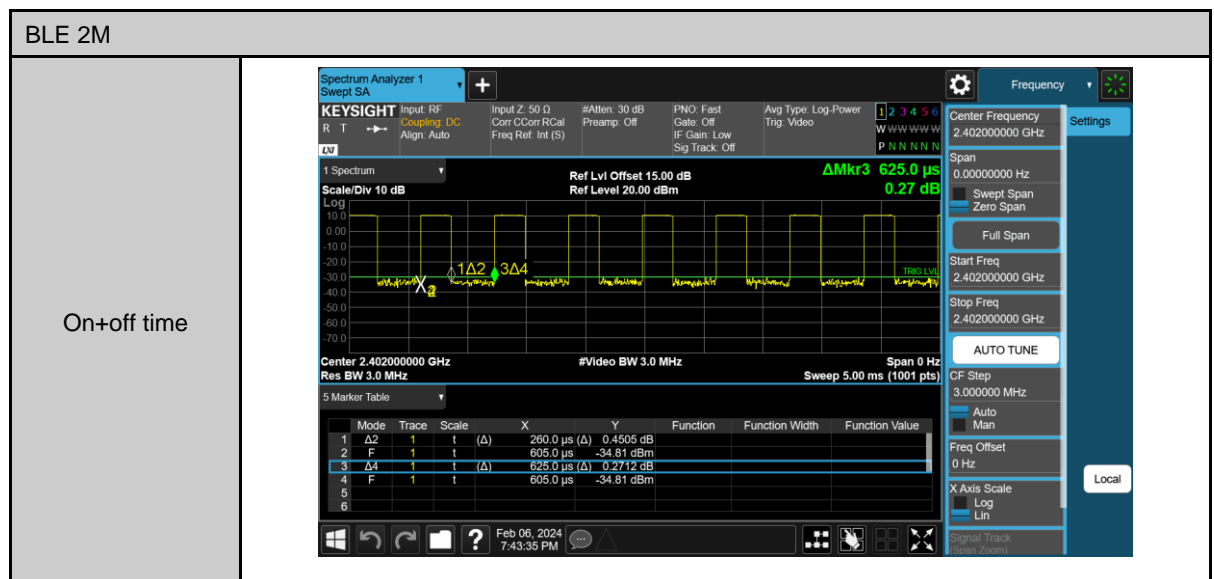 BLE 2M
On+off time
Spectrum Analyzer 1
Swept SA
+
Frequency
KEYSIGHT
R T
LXI
Input: RF
Coupling: DC
Align: Auto
Input Z: 50 Ω
Corr CCorr RCal
Freq Ref: Int (S)
#Atten: 30 dB
Preamp: Off
PNO: Fast
Gate: Off
IF Gain: Low
Sig Track: Off
Avg Type: Log-Power
Trig: Video
1 2 3 4 5 6
W W W W W W
P N N N N N
1 Spectrum
Scale/Div 10 dB
Ref Lvl Offset 15.00 dB
Ref Level 20.00 dBm
ΔMkr3 625.0 µs
0.27 dB
Log
10.0
0.00
-10.0
-20.0
-30.0
-40.0
-50.0
-60.0
-70.0
1Δ2
3Δ4
X
TRIG LVL
Center 2.402000000 GHz
#Video BW 3.0 MHz
Span 0 Hz
Res BW 3.0 MHz
Sweep 5.00 ms (1001 pts)
5 Marker Table
Mode Trace Scale X Y Function Function Width Function Value
1 Δ2 1 t (Δ) 260.0 µs (Δ) 0.4505 dB
2 F 1 t 605.0 µs -34.81 dBm
3 Δ4 1 t (Δ) 625.0 µs (Δ) 0.2712 dB
4 F 1 t 605.0 µs -34.81 dBm
5
6
?
Feb 06, 2024
7:43:35 PM
Center Frequency
2.402000000 GHz
Settings
Span
0.00000000 Hz
Swept Span
Zero Span
Full Span
Start Freq
2.402000000 GHz
Stop Freq
2.402000000 GHz
AUTO TUNE
CF Step
3.000000 MHz
Auto
Man
Freq Offset
0 Hz
X Axis Scale
Log
Lin
Local
Signal Track
(Span Zoom)